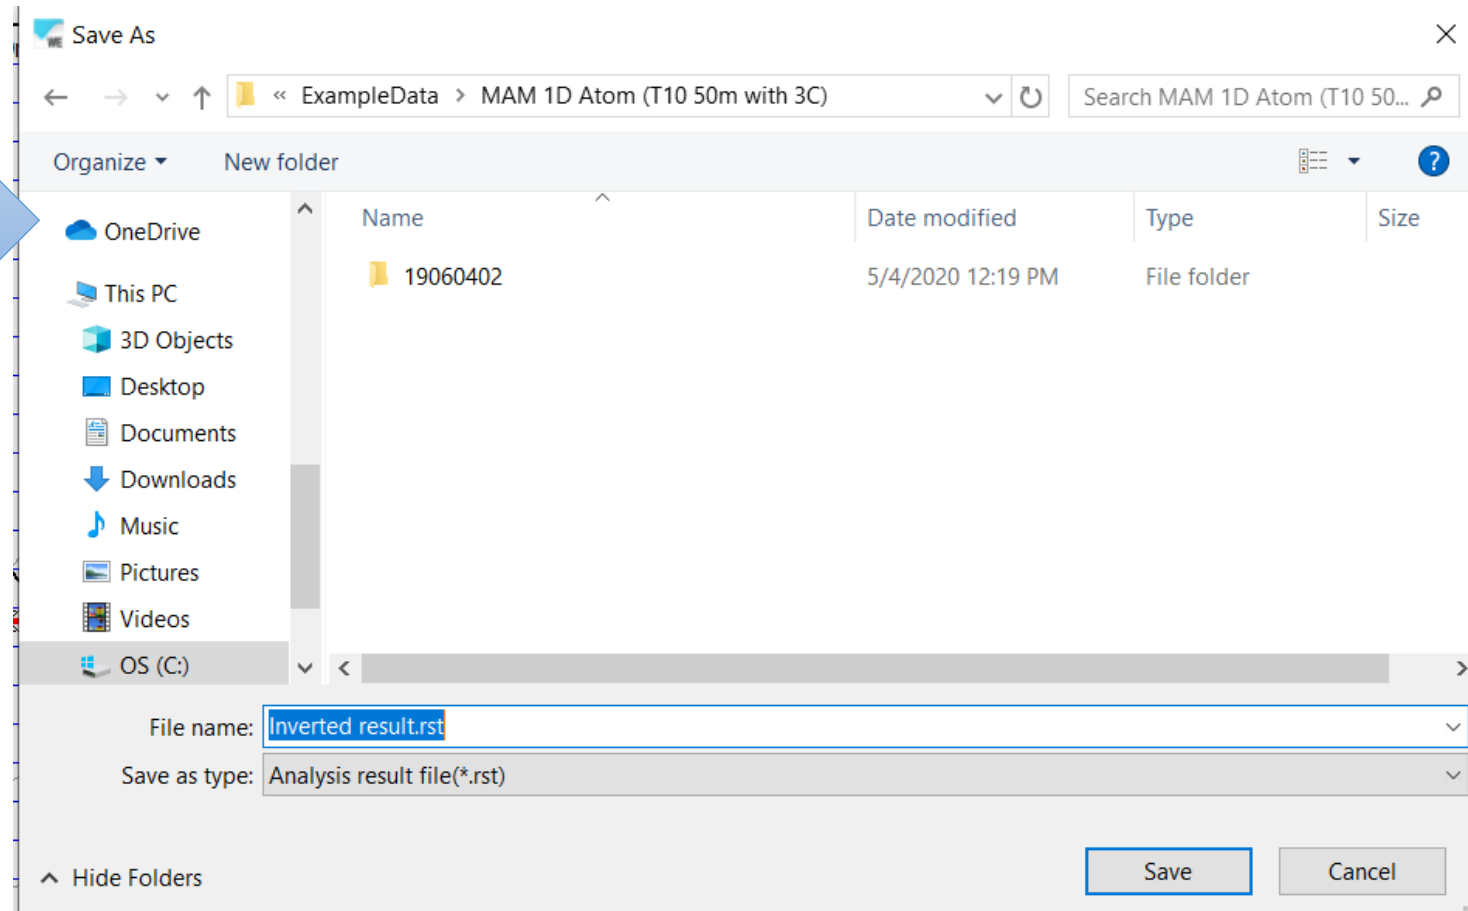 WE Save As
« ExampleData > MAM 1D Atom (T10 50m with 3C)
Search MAM 1D Atom (T10 50...
Organize New folder
?
Name Date modified Type Size
OneDrive
19060402 5/4/2020 12:19 PM File folder
This PC
3D Objects
Desktop
Documents
Downloads
Music
Pictures
Videos
OS (C:)
File name: Inverted result.rst
Save as type: Analysis result file(*.rst)
Hide Folders
Save Cancel